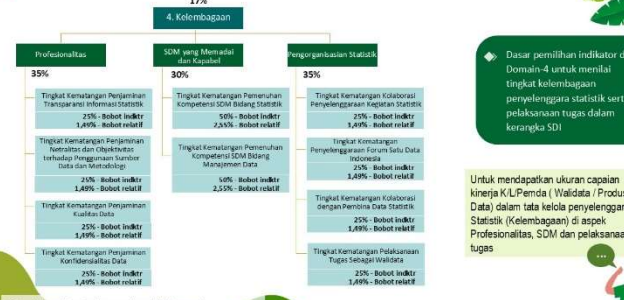 17%
4. Kelembagaan
Profesionalitas
35%
Tingkat Kematangan Penjaminan
Transparansi Informasi Statistik
25% - Bobot indktr
1,49% - Bobot relatif
Tingkat Kematangan Penjaminan
Netralitas dan Objektivitas
terhadap Penggunaan Sumber
Data dan Metodologi
25% - Bobot indktr
1,49% - Bobot relatif
Tingkat Kematangan Penjaminan
Kualitas Data
25% - Bobot indktr
1,49% - Bobot relatif
Tingkat Kematangan Penjaminan
Konfidensialitas Data
25% - Bobot indktr
1,49% - Bobot relatif
SDM yang Memadai
dan Kapabel
30%
Tingkat Kematangan Pemenuhan
Kompetensi SDM Bidang Statistik
50% - Bobot indktr
2,55% - Bobot relatif
Tingkat Kematangan Pemenuhan
Kompetensi SDM Bidang
Manajemen Data
50% - Bobot indktr
2,55% - Bobot relatif
Pengorganisasian Statistik
35%
Tingkat Kematangan Kolaborasi
Penyelenggaraan Kegiatan Statistik
25% - Bobot indktr
1,49% - Bobot relatif
Tingkat Kematangan
Penyelenggaraan Forum Satu Data
Indonesia
25% - Bobot indktr
1,49% - Bobot relatif
Tingkat Kematangan Kolaborasi
dengan Pembina Data Statistik
25% - Bobot indktr
1,49% - Bobot relatif
Tingkat Kematangan Pelaksanaan
Tugas Sebagai Walidata
25% - Bobot indktr
1,49% - Bobot relatif
Dasar pemilihan indikator d
Domain-4 untuk menilai
tingkat kelembagaan
penyelenggara statistik sert
pelaksanaan tugas dalam
kerangka SDI
Untuk mendapatkan ukuran capaian
kinerja K/L/Pemda ( Walidata / Produs
Data) dalam tata kelola penyelenggar
Statistik (Kelembagaan) di aspek
Profesionalitas, SDM dan pelaksanaa
tugas